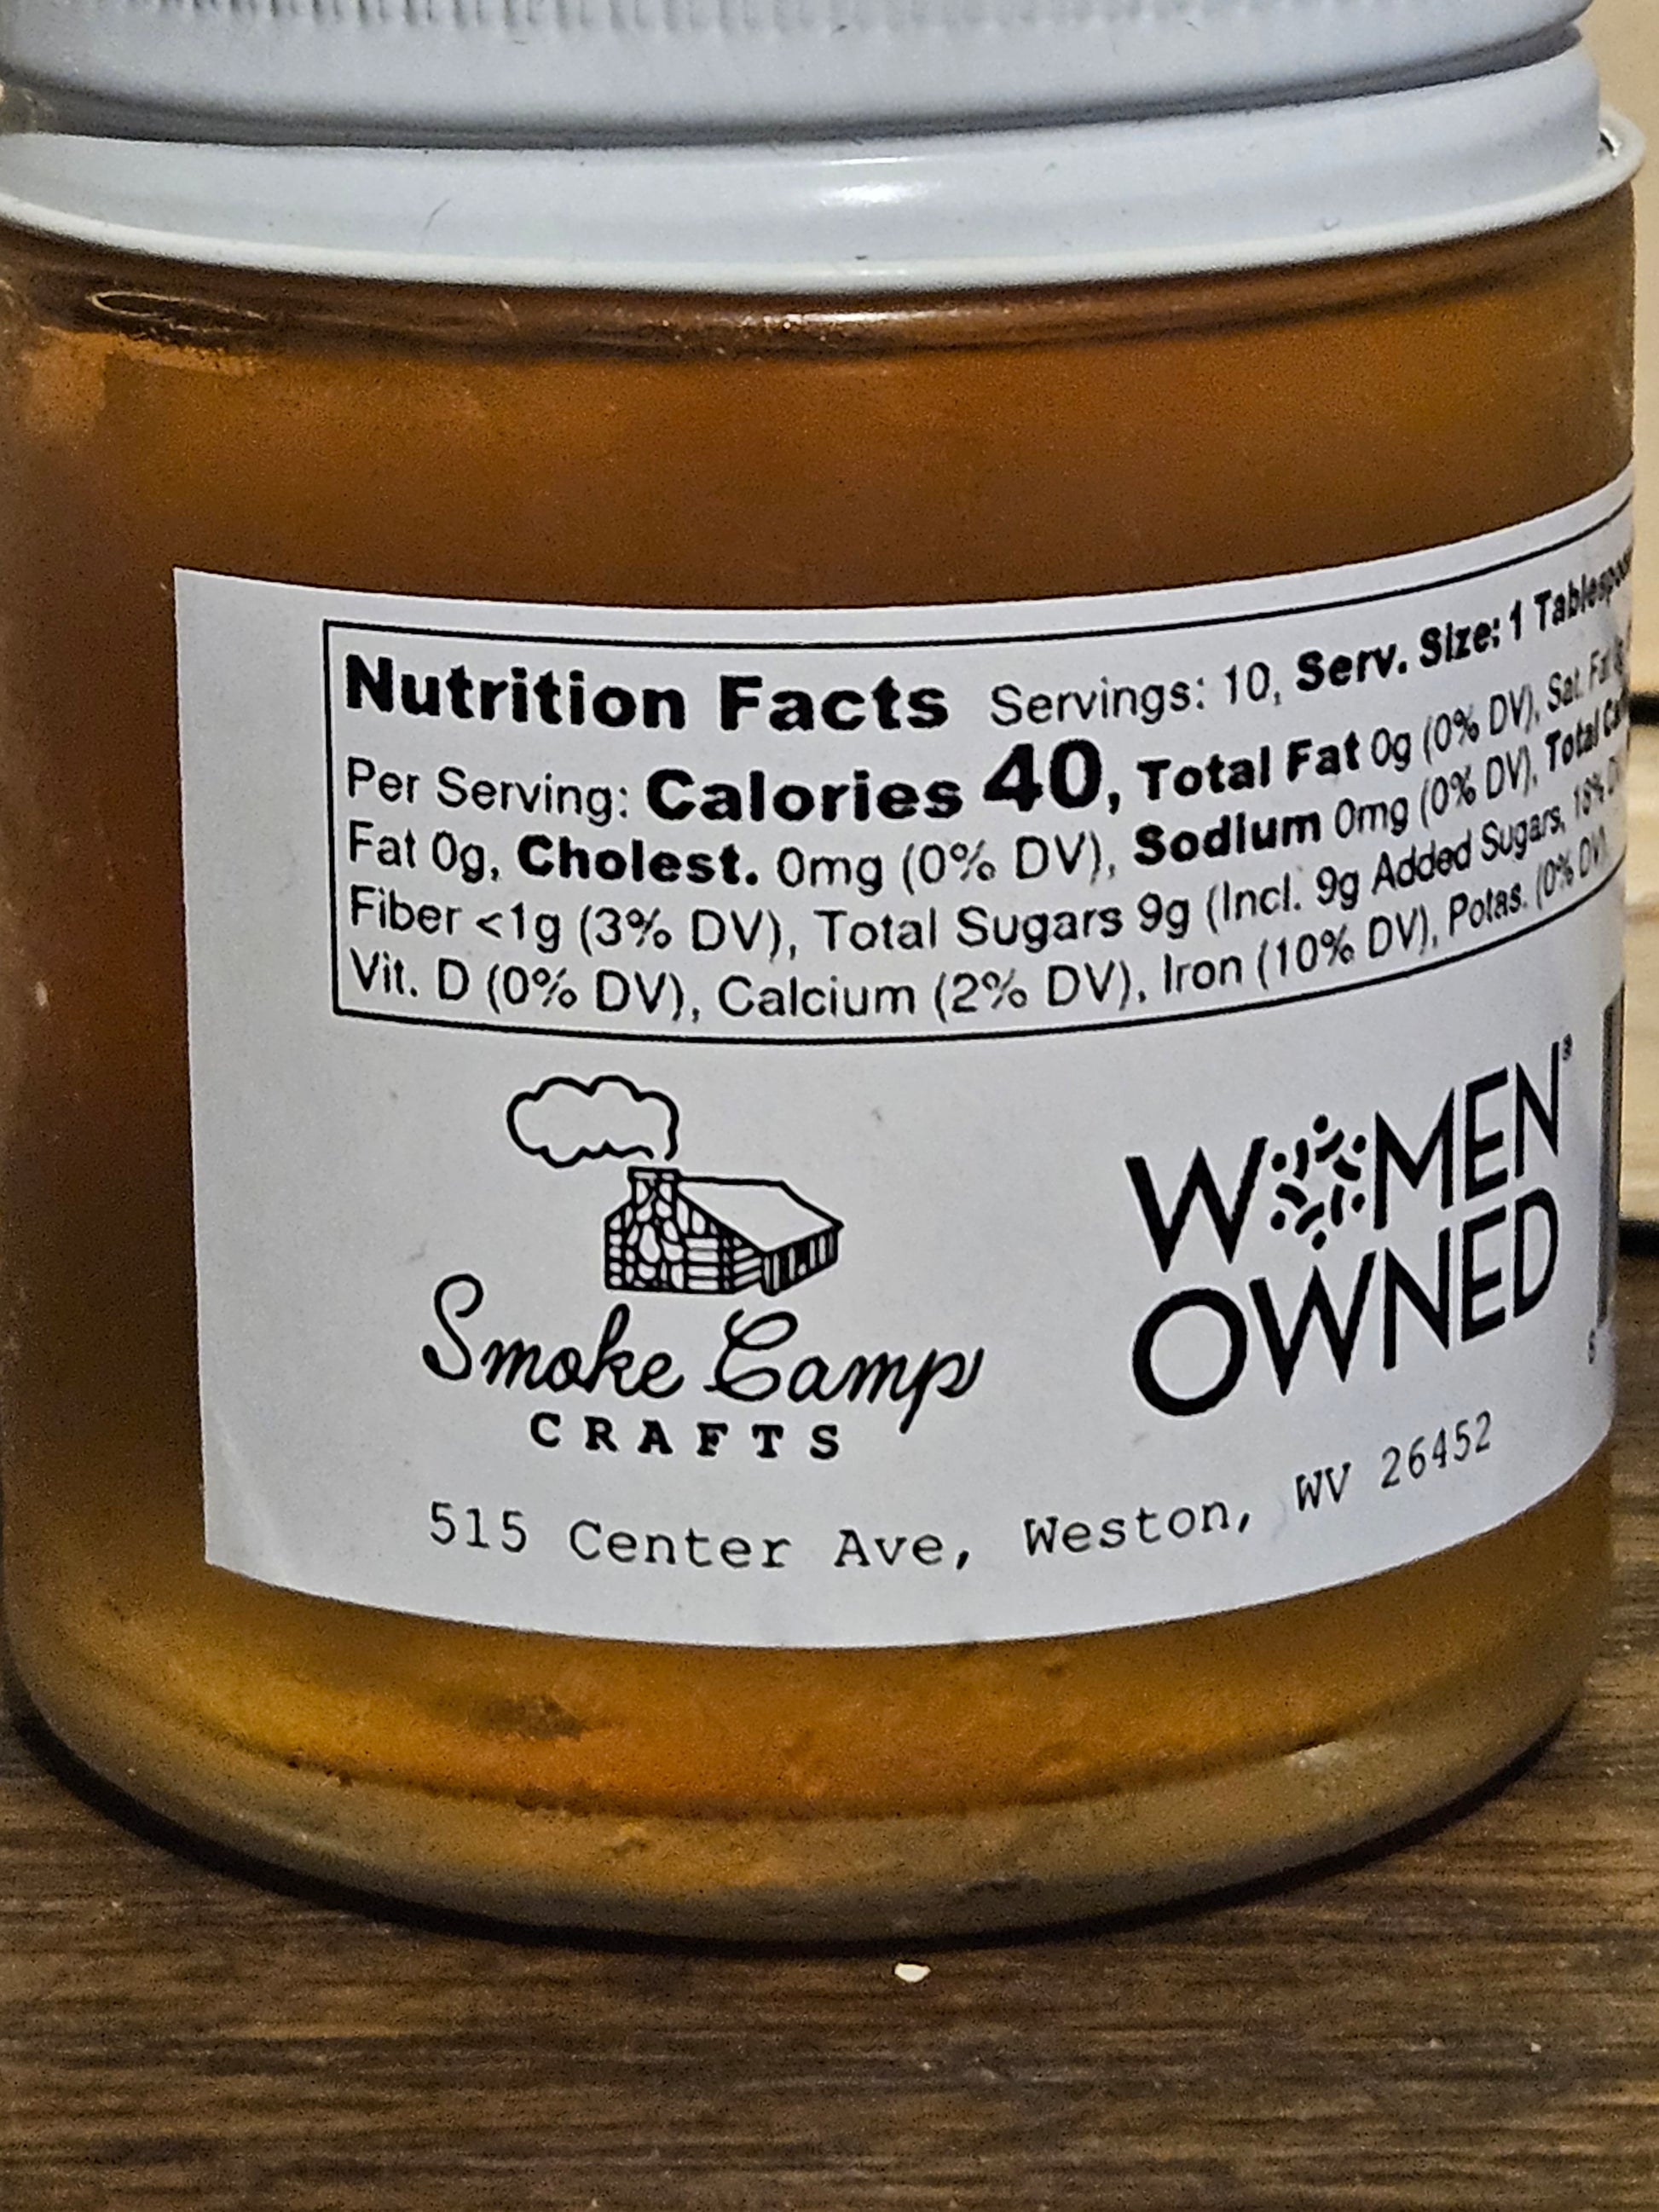 Nutrition Facts Servings: 10, Serv. Size: 1
Per Serving: Calories 40, Total Fat 0g (0% DV), Sat. Fat
Fat 0g, Cholest. 0mg (0% DV), Sodium 0mg (0% DV), Total
Fiber <1g (3% DV), Total Sugars 9g (Incl. 9g Added Sugars,
Vit. D (0% DV), Calcium (2% DV), Iron (10% DV), Potas. (0% DV)
Smoke Camp
CRAFTS
WOMEN®
OWNED
515 Center Ave, Weston, WV 26452